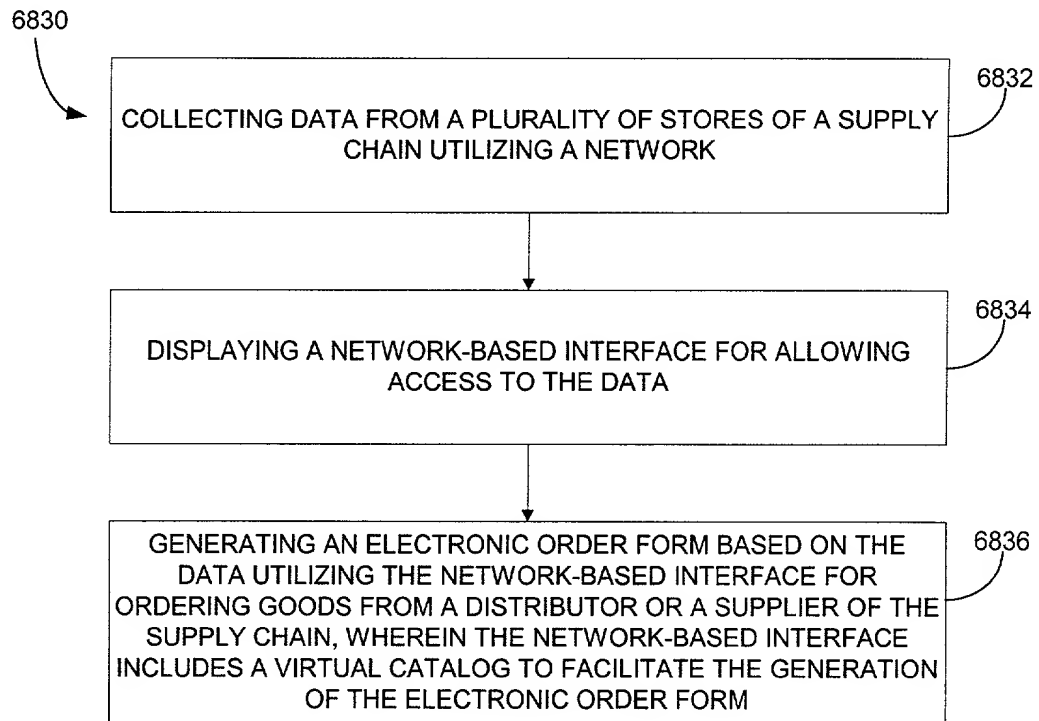 6830
6832
COLLECTING DATA FROM A PLURALITY OF STORES OF A SUPPLY
CHAIN UTILIZING A NETWORK
6834
DISPLAYING A NETWORK-BASED INTERFACE FOR ALLOWING
ACCESS TO THE DATA
6836
GENERATING AN ELECTRONIC ORDER FORM BASED ON THE
DATA UTILIZING THE NETWORK-BASED INTERFACE FOR
ORDERING GOODS FROM A DISTRIBUTOR OR A SUPPLIER OF THE
SUPPLY CHAIN, WHEREIN THE NETWORK-BASED INTERFACE
INCLUDES A VIRTUAL CATALOG TO FACILITATE THE GENERATION
OF THE ELECTRONIC ORDER FORM